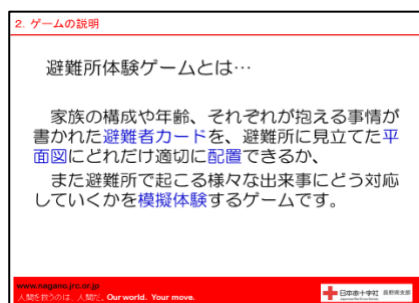 2. ゲームの説明
避難所体験ゲームとは…
家族の構成や年齢、それぞれが抱える事情が
書かれた避難者カードを、避難所に見立てた平
面図にどれだけ適切に配置できるか、
また避難所で起こる様々な出来事にどう対応
していくかを模擬体験するゲームです。
www.nagano.jrc.or.jp
人間を救うのは、人間だ。Our world. Your move.
日本赤十字社 長野県支部